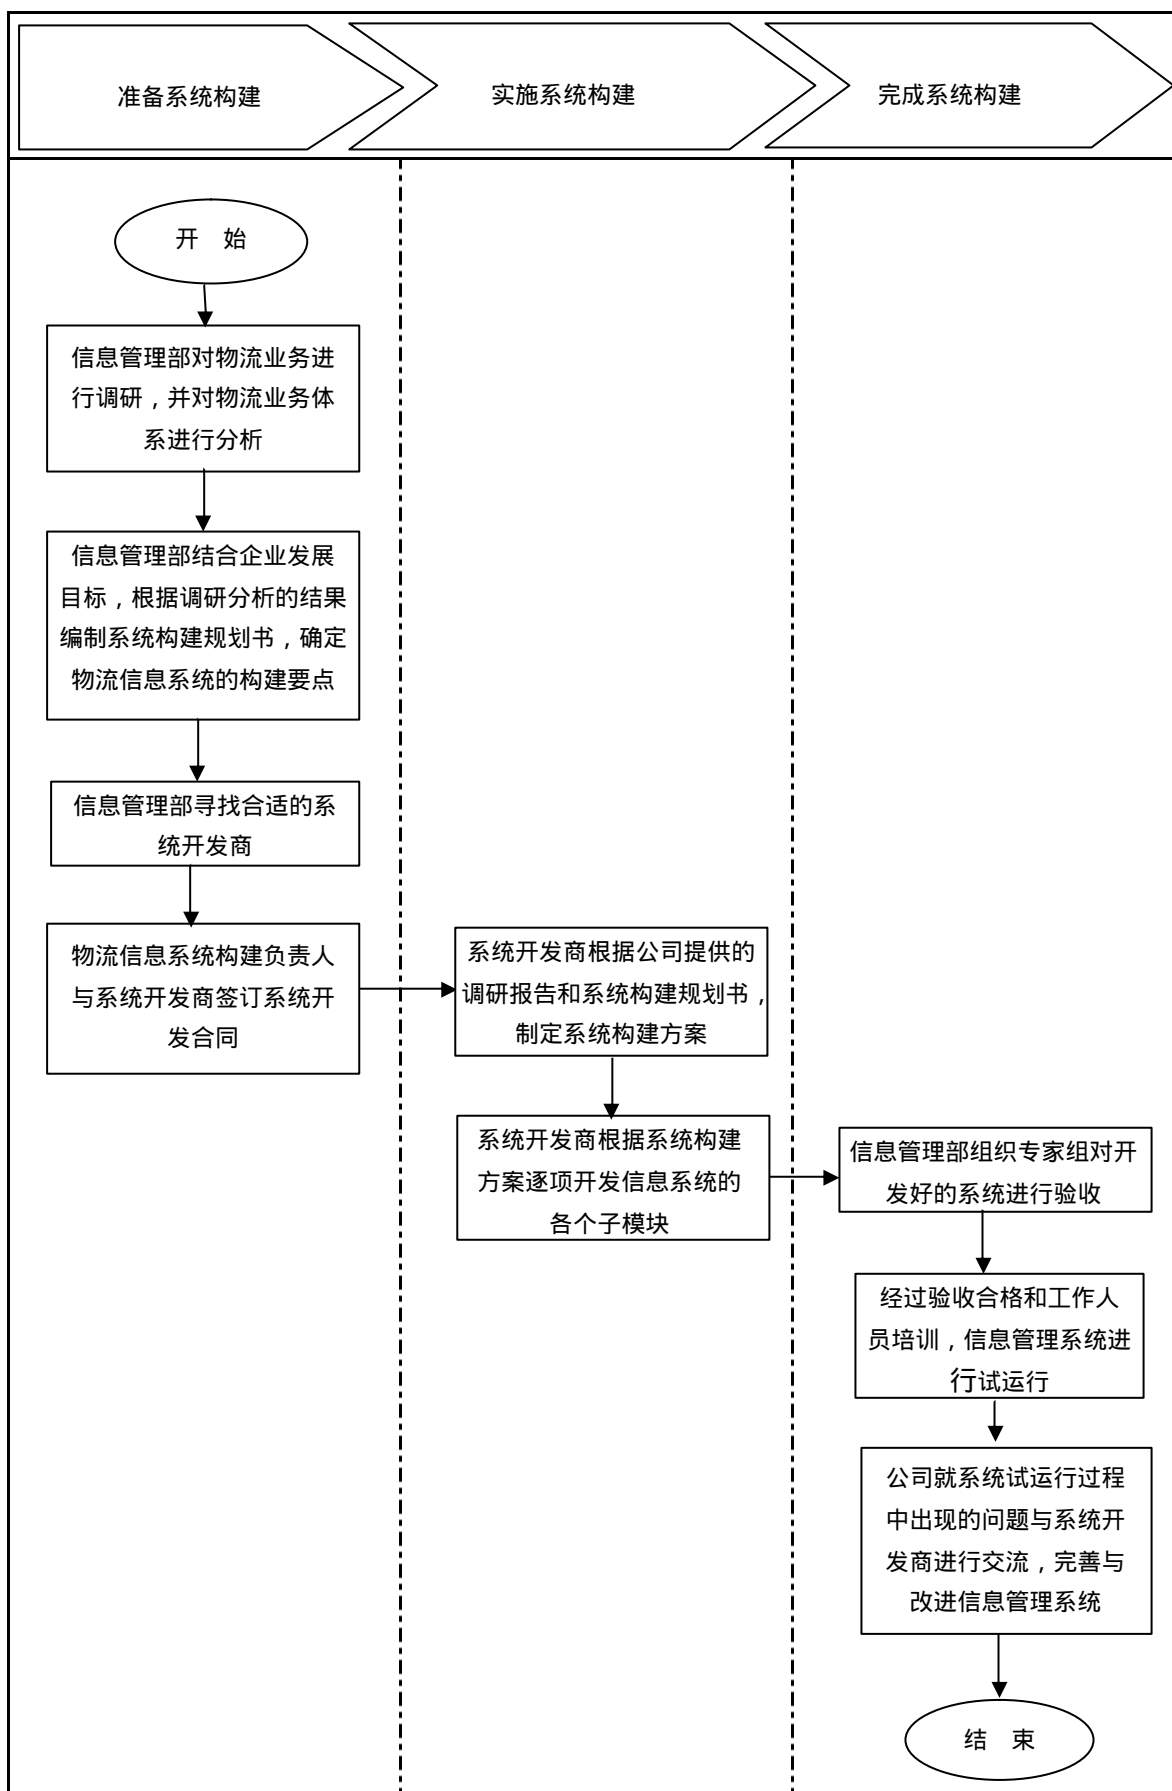 准备系统构建
实施系统构建
完成系统构建
开 始
信息管理部对物流业务进
行调研，并对物流业务体
系进行分析
信息管理部结合企业发展
目标，根据调研分析的结果
编制系统构建规划书，确定
物流信息系统的构建要点
信息管理部寻找合适的系
统开发商
物流信息系统构建负责人
与系统开发商签订系统开
发合同
系统开发商根据公司提供的
调研报告和系统构建规划书，
制定系统构建方案
系统开发商根据系统构建
方案逐项开发信息系统的
各个子模块
信息管理部组织专家组对开
发好的系统进行验收
经过验收合格和工作人
员培训，信息管理系统进
行试运行
公司就系统试运行过程
中出现的问题与系统开
发商进行交流，完善与
改进信息管理系统
结 束